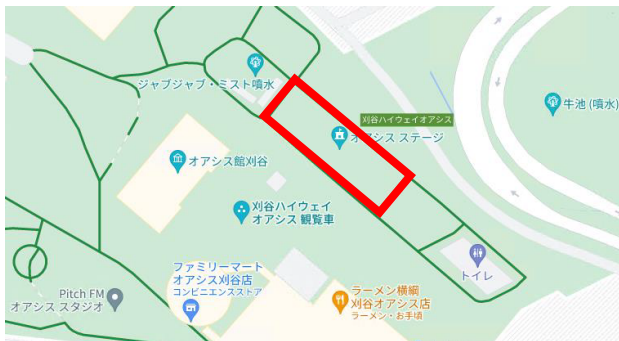 ジャブジャブ・ミスト噴水
刈谷ハイウェイオアシス
オアシス ステージ
牛池 (噴水)
オアシス館刈谷
刈谷ハイウェイ
オアシス 観覧車
トイレ
ファミリーマート
オアシス刈谷店
コンビニエンスストア
Pitch FM
オアシス スタジオ
ラーメン横綱
刈谷オアシス店
ラーメン・お手頃